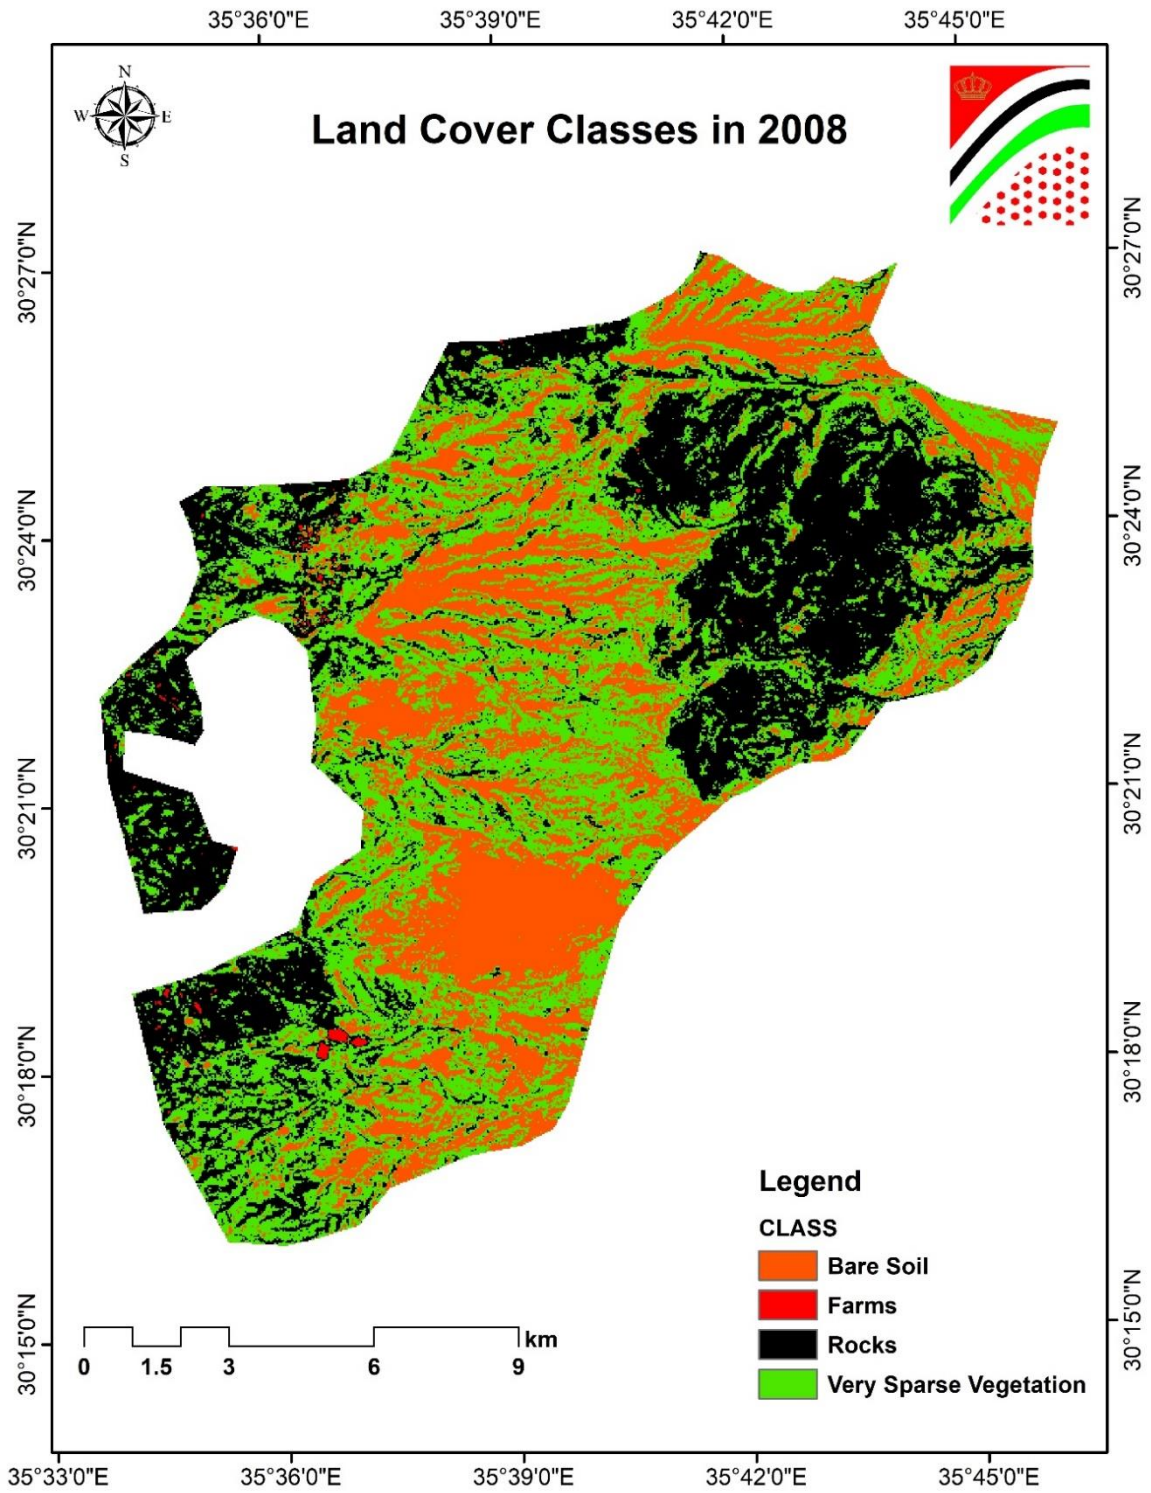 35°36'0"E 35°39'0"E 35°42'0"E 35°45'0"E
N
W E
S
Land Cover Classes in 2008
30°27'0"N 30°27'0"N
30°24'0"N 30°24'0"N
30°21'0"N 30°21'0"N
30°18'0"N 30°18'0"N
30°15'0"N 30°15'0"N
Legend
CLASS
Bare Soil
Farms
Rocks
Very Sparse Vegetation
km
0 1.5 3 6 9
35°33'0"E 35°36'0"E 35°39'0"E 35°42'0"E 35°45'0"E